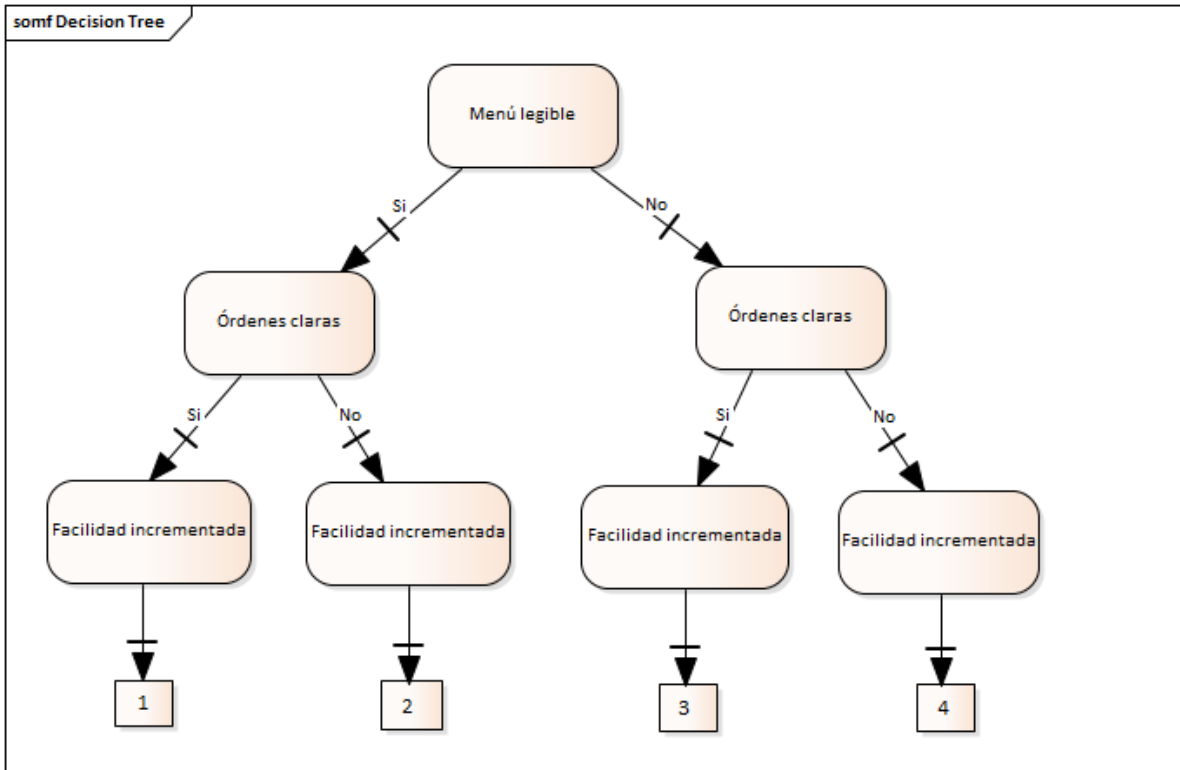 somf Decision Tree
Menú legible
Si
No
Órdenes claras
Órdenes claras
Si
No
Si
No
Facilidad incrementada
Facilidad incrementada
Facilidad incrementada
Facilidad incrementada
1
2
3
4